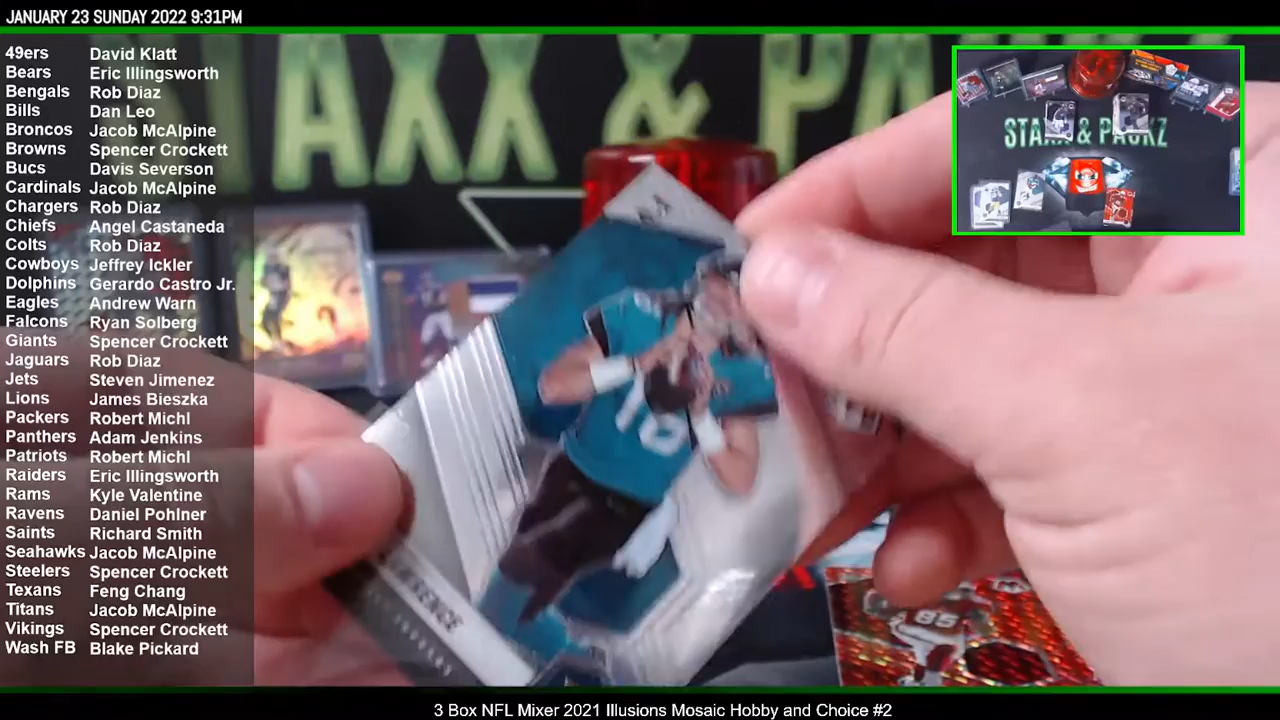 JANUARY 23 SUNDAY 2022 9:31PM
STAXX & PACKZ
49ers David Klatt
Bears Eric Illingsworth
Bengals Rob Diaz
Bills Dan Leo
Broncos Jacob McAlpine
Browns Spencer Crockett
Bucs Davis Severson
Cardinals Jacob McAlpine
Chargers Rob Diaz
Chiefs Angel Castaneda
Colts Rob Diaz
Cowboys Jeffrey Ickler
Dolphins Gerardo Castro Jr.
Eagles Andrew Warn
Falcons Ryan Solberg
Giants Spencer Crockett
Jaguars Rob Diaz
Jets Steven Jimenez
Lions James Bieszka
Packers Robert Michl
Panthers Adam Jenkins
Patriots Robert Michl
Raiders Eric Illingsworth
Rams Kyle Valentine
Ravens Daniel Pohlner
Saints Richard Smith
Seahawks Jacob McAlpine
Steelers Spencer Crockett
Texans Feng Chang
Titans Jacob McAlpine
Vikings Spencer Crockett
Wash FB Blake Pickard
STAXX & P
16
85
3 Box NFL Mixer 2021 Illusions Mosaic Hobby and Choice #2